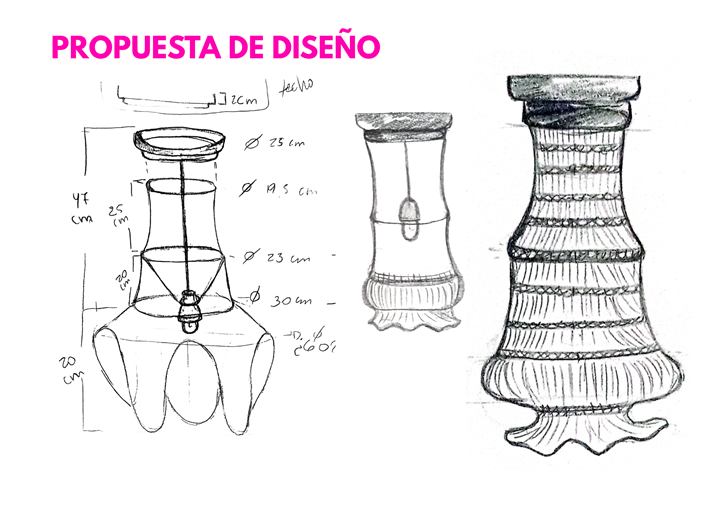 PROPUESTA DE DISEÑO
techo
2cm
Ø 25 cm
Ø 19.5 cm
47 cm
25 cm
Ø 23 cm
20 cm
Ø 30 cm
20 cm